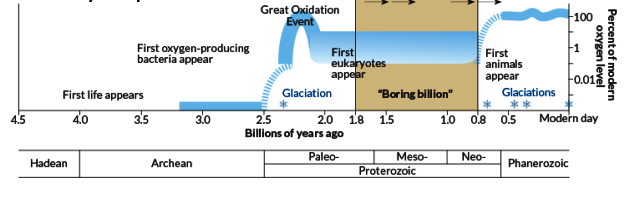 Great Oxidation
Event
100
First oxygen-producing
bacteria appear
First
eukaryotes
appear
First
animals
appear
1
0.01
Percent of modern
oxygen level
First life appears
Glaciation
"Boring billion"
Glaciations
4.5 4.0 3.5 3.0 2.5 2.0 1.8 1.5 1.0 0.8 0.5 Modern day
Billions of years ago
Hadean Archean Paleo- Meso- Neo- Phanerozoic
Proterozoic